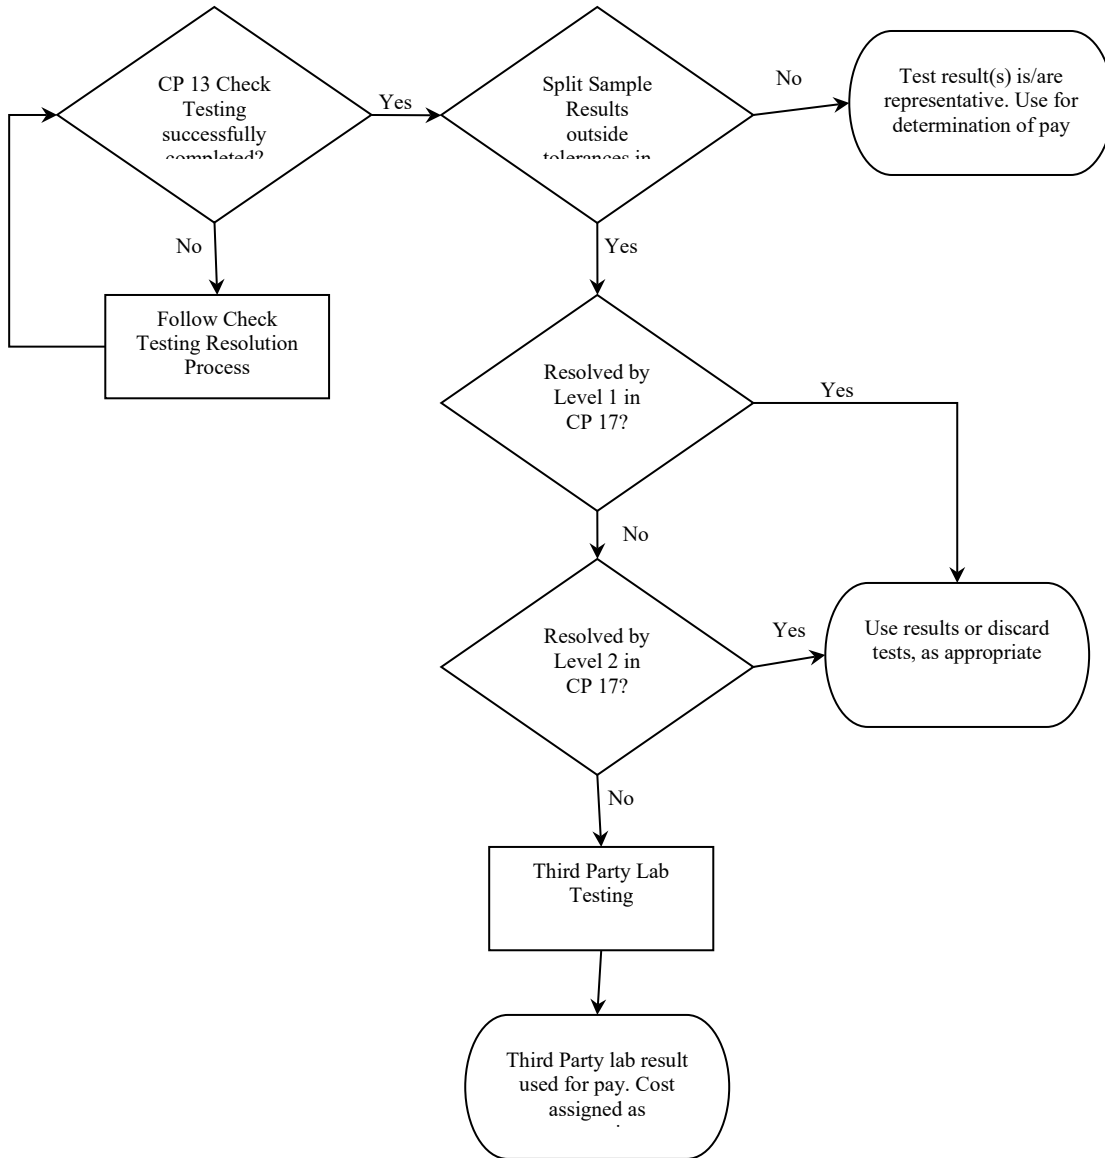 CP 13 Check
Testing
successfully
completed?
Yes
Split Sample
Results
outside
tolerances in
No
Test result(s) is/are
representative. Use for
determination of pay
No
Yes
Follow Check
Testing Resolution
Process
Resolved by
Level 1 in
CP 17?
Yes
No
Resolved by
Level 2 in
CP 17?
Yes
Use results or discard
tests, as appropriate
No
Third Party Lab
Testing
Third Party lab result
used for pay. Cost
assigned as